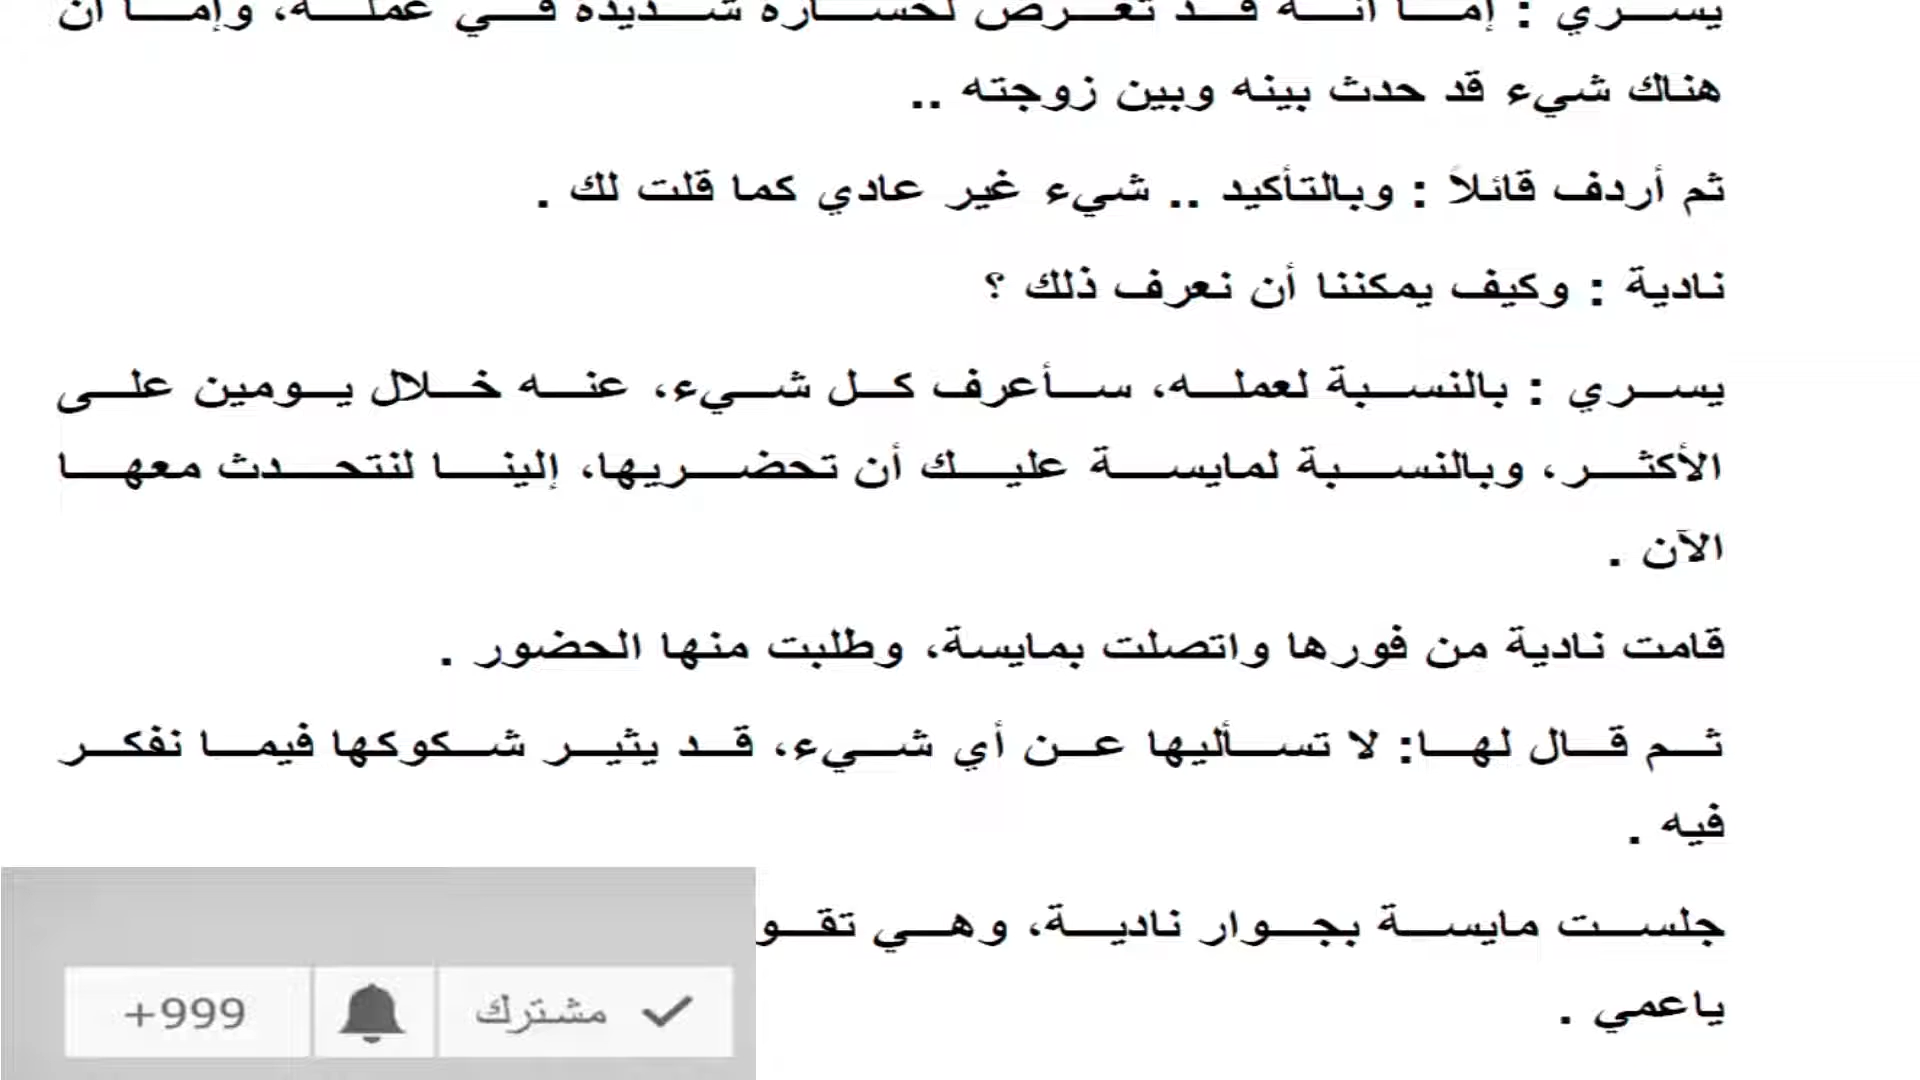 يسري : إما أنه قد تعرض لخسارة شديدة في عمله، وإما أن
هناك شيء قد حدث بينه وبين زوجته ..
ثم أردف قائلاً : وبالتأكيد .. شيء غير عادي كما قلت لك .
نادية : وكيف يمكننا أن نعرف ذلك ؟
يسري : بالنسبة لعمله، سأعرف كل شيء، عنه خلال يومين على
الأكثر، وبالنسبة لمايسة عليك أن تحضريها، إلينا لنتحدث معها
الآن .
قامت نادية من فورها واتصلت بمايسة، وطلبت منها الحضور .
ثم قال لها: لا تسأليها عن أي شيء، قد يثير شكوكها فيما نفكر
فيه .
جلست مايسة بجوار نادية، وهي تقو
ياعمي .
مشترك
+999